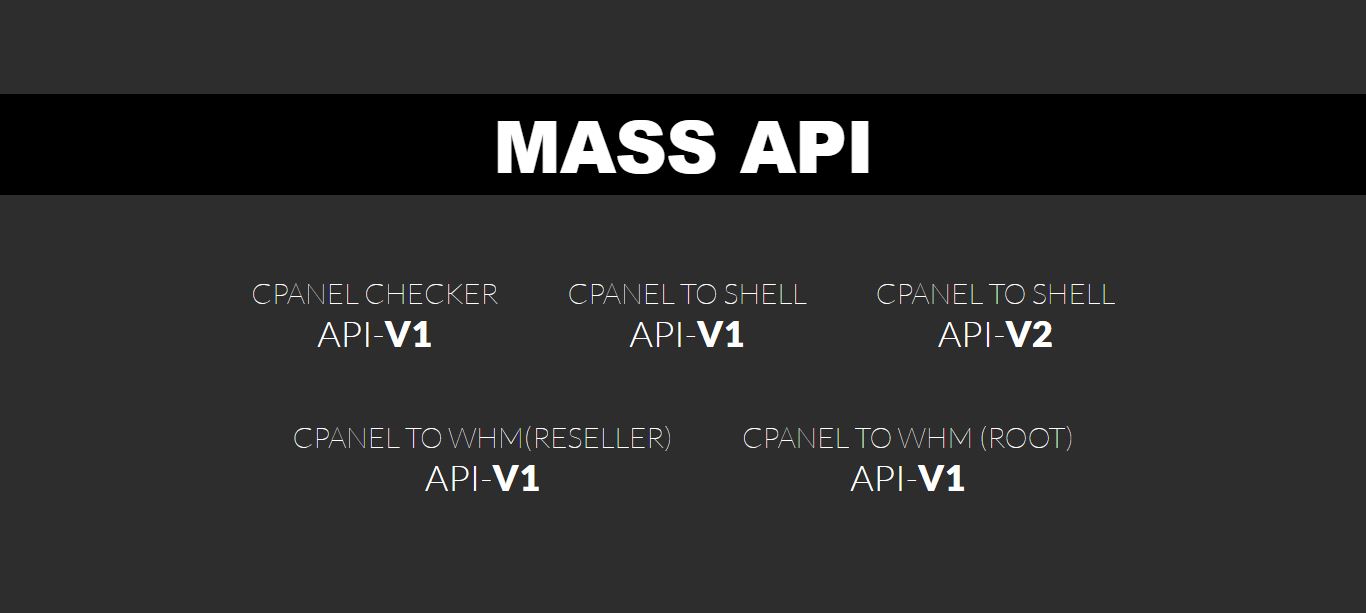 MASS API
CPANEL CHECKER
API-V1
CPANEL TO SHELL
API-V1
CPANEL TO SHELL
API-V2
CPANEL TO WHM(RESELLER)
API-V1
CPANEL TO WHM (ROOT)
API-V1